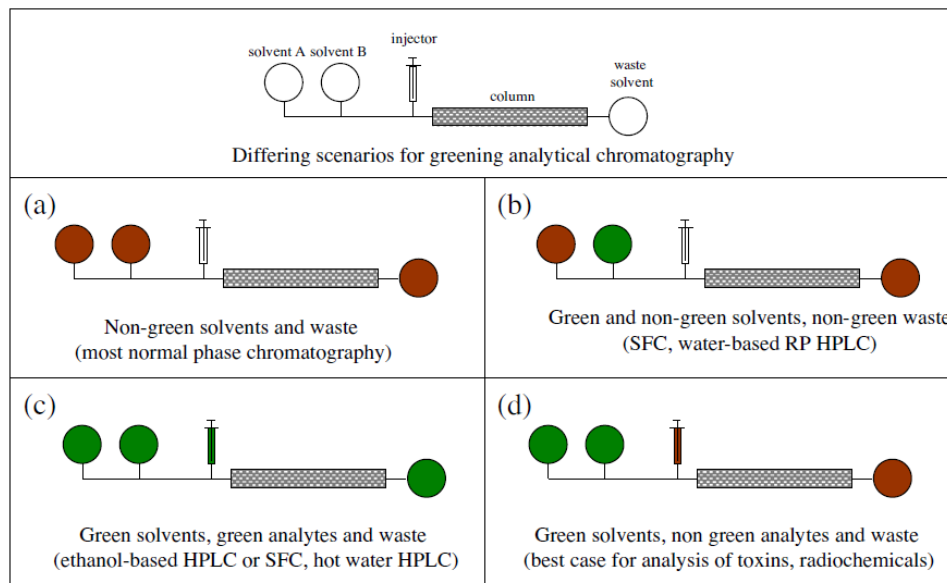 solvent A solvent B
injector
waste
solvent
column
Differing scenarios for greening analytical chromatography
(a)
Non-green solvents and waste
(most normal phase chromatography)
(b)
Green and non-green solvents, non-green waste
(SFC, water-based RP HPLC)
(c)
Green solvents, green analytes and waste
(ethanol-based HPLC or SFC, hot water HPLC)
(d)
Green solvents, non green analytes and waste
(best case for analysis of toxins, radiochemicals)